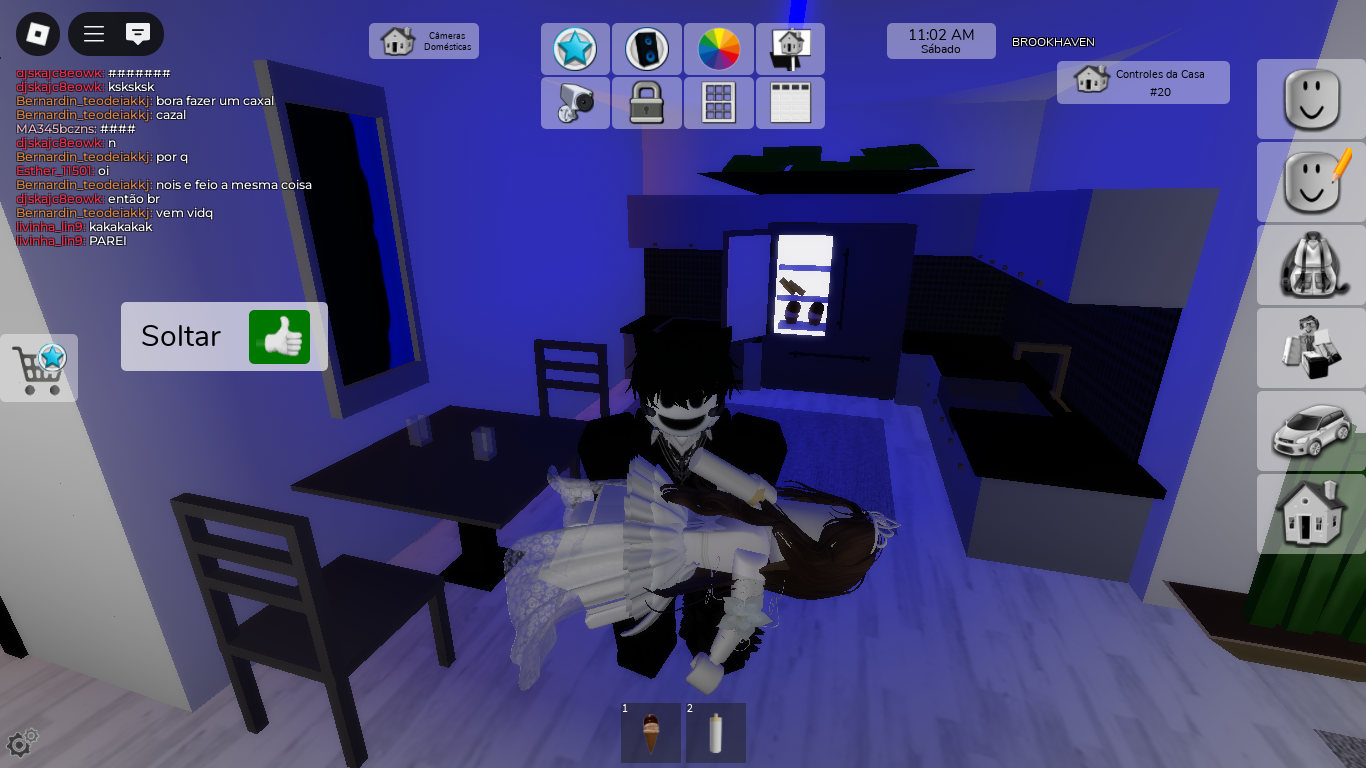 Câmeras
Domésticas
11:02 AM
Sábado
BROOKHAVEN
Controles da Casa
#20
djskajc8eowk: #######
djskajc8eowk: ksksksk
Bernardin_teodeiakkj: bora fazer um caxal
Bernardin_teodeiakkj: cazal
MA345bczns: ####
djskajc8eowk: n
Bernardin_teodeiakkj: por q
Esther_11501: oi
Bernardin_teodeiakkj: nois e feio a mesma coisa
djskajc8eowk: então br
Bernardin_teodeiakkj: vem vidq
livinha_lin9: kakakakak
livinha_lin9: PAREI
Soltar
1
2